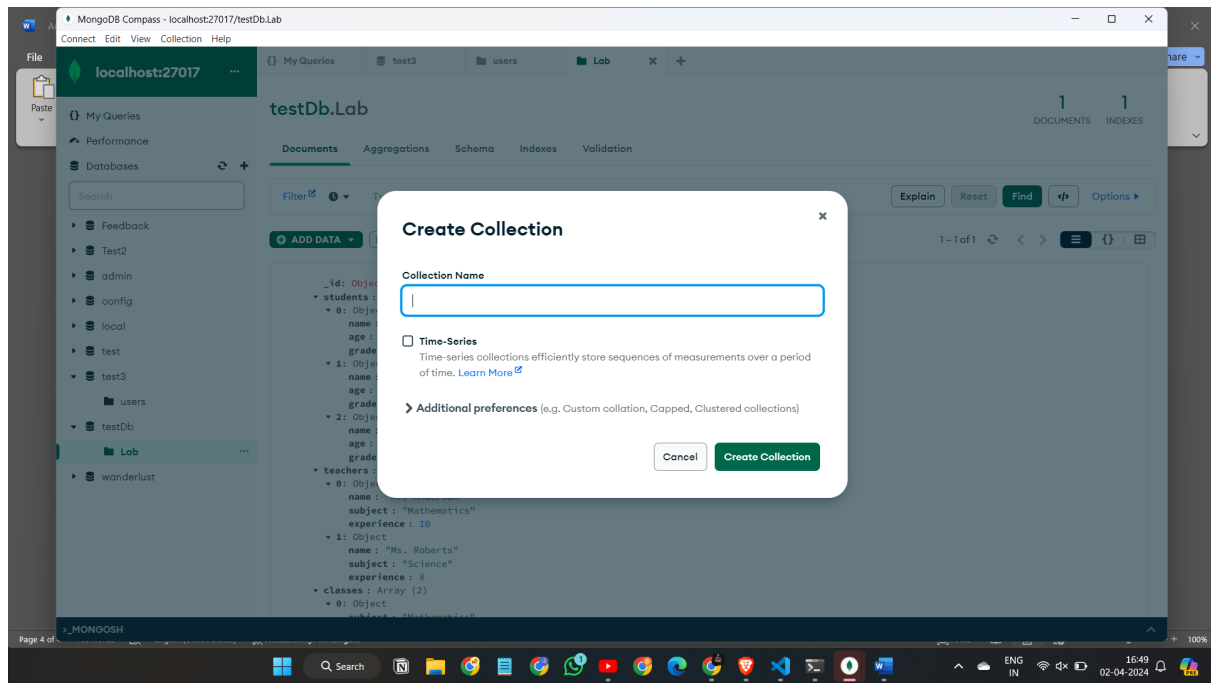 MongoDB Compass - localhost:27017/testDb.Lab
Connect Edit View Collection Help
File
Paste
localhost:27017 ...
My Queries test3 users Lab
{} My Queries
Performance
Databases
Search
Feedback
Test2
admin
config
local
test
test3
users
testDb
Lab ...
wanderlust
testDb.Lab
1 1
DOCUMENTS INDEXES
Documents Aggregations Schema Indexes Validation
Filter Explain Reset Find </> Options
ADD DATA 1 – 1 of 1
Create Collection
Collection Name
Time-Series
Time-series collections efficiently store sequences of measurements over a period
of time. Learn More
Additional preferences (e.g. Custom collation, Capped, Clustered collections)
Cancel Create Collection
_id:
students :
0:
name
age :
grade
1:
name
age :
grade
2:
name
age :
grade
teachers :
0:
name :
subject : "Mathematics"
experience : 10
1: Object
name : "Ms. Roberts"
subject : "Science"
experience : 8
classes : Array (2)
0: Object
>_MONGOSH
Page 4 of
100%
Search
ENG
IN
16:49
02-04-2024